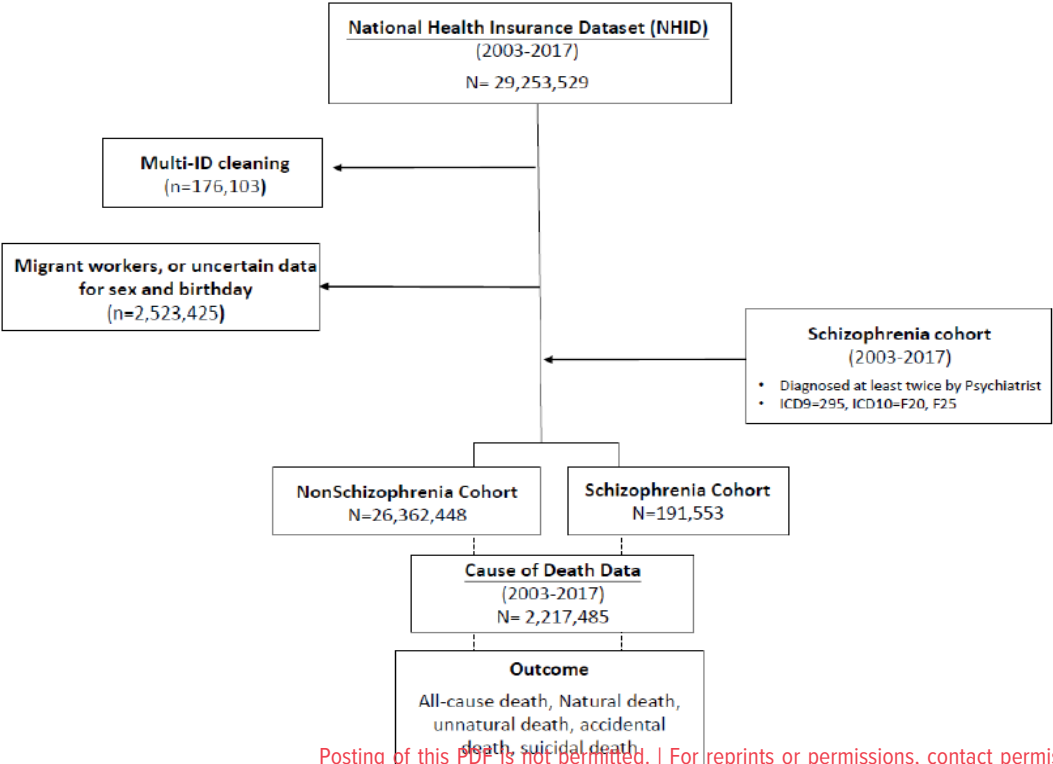 National Health Insurance Dataset (NHID)
(2003-2017)
N= 29,253,529
Multi-ID cleaning
(n=176,103)
Migrant workers, or uncertain data
for sex and birthday
(n=2,523,425)
Schizophrenia cohort
(2003-2017)
• Diagnosed at least twice by Psychiatrist
• ICD9=295, ICD10=F20, F25
NonSchizophrenia Cohort
N=26,362,448
Schizophrenia Cohort
N=191,553
Cause of Death Data
(2003-2017)
N= 2,217,485
Outcome
All-cause death, Natural death,
unnatural death, accidental
death, suicidal death
Posting of this PDF is not permitted. | For reprints or permissions, contact permis